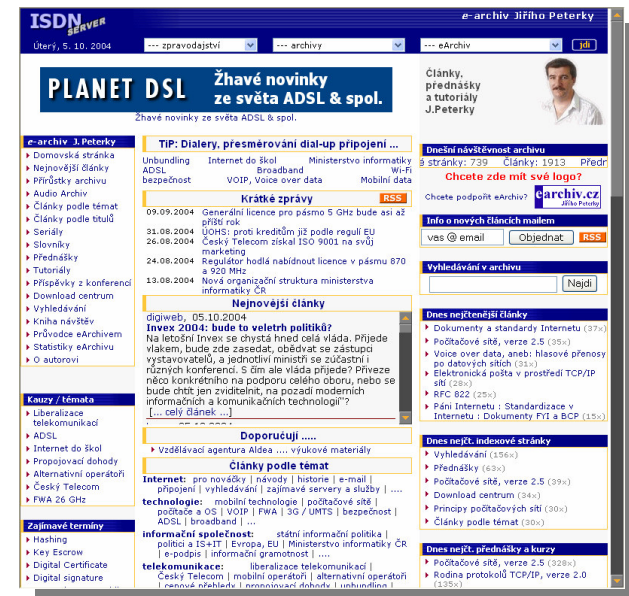 ISDN SERVER
e-archiv Jiřího Peterky
Úterý, 5. 10. 2004
--- zpravodajství
--- archivy
--- eArchiv
jdi
PLANET DSL
Žhavé novinky
ze světa ADSL & spol.
Žhavé novinky ze světa ADSL & spol.
Články,
přednášky
a tutoriály
J.Peterky
e-archiv J.Peterky
Domovská stránka
Nejnovější články
Přírůstky archivu
Audio Archiv
Články podle témat
Články podle titulů
Seriály
Slovníky
Přednášky
Tutoriály
Příspěvky z konferencí
Download centrum
Vyhledávání
Kniha návštěv
Průvodce eArchivem
Statistiky eArchivu
O autorovi
Kauzy / témata
Liberalizace
telekomunikací
ADSL
Internet do škol
Propojovací dohody
Alternativní operátoři
Český Telecom
FWA 26 GHz
Zajímavé termíny
Hashing
Key Escrow
Digital Certificate
Digital signature
TiP: Dialery, přesměrování dial-up připojení ...
Unbundling Internet do škol Ministerstvo informatiky
ADSL Broadband Wi-Fi
bezpečnost VOIP, Voice over data Mobilní data
Krátké zprávy RSS
09.09.2004 Generální licence pro pásmo 5 GHz bude asi až
příští rok
31.08.2004 ÚOHS: proti kreditům již podle regulí EU
26.08.2004 Český Telecom získal ISO 9001 na svůj
marketing
24.08.2004 Regulátor hodlá nabídnout licence v pásmu 870
a 920 MHz
13.08.2004 Nová organizační struktura ministerstva
informatiky ČR
Nejnovější články
digiweb, 05.10.2004
Invex 2004: bude to veletrh politiků?
Na letošní Invex se chystá hned celá vláda. Přijede
vlakem, bude zde zasedat, obědvat se zástupci
vystavovatelů, a jednotliví ministři se zúčastní i
různých konferencí. S čím ale vláda přijede? Přiveze
něco konkrétního na podporu celého oboru, nebo se
bude chtít jen zviditelnit, na pozadí moderních
informačních a komunikačních technologií"?
[... celý článek ...]
Doporučují .....
Vzdělávací agentura Aldea .... výukové materiály
Články podle témat
Internet: pro nováčky | návody | historie | e-mail |
připojení | vyhledávání | zajímavé servery a služby | ....
technologie: mobilní technologie | počítačové sítě |
počítače a OS | VOIP | FWA | 3G / UMTS | bezpečnost |
ADSL | broadband | ...
informační společnost: státní informační politika |
politici a IS+IT | Evropa, EU | Ministerstvo informatiky ČR
| e-podpis | informační gramotnost | ....
telekomunikace: liberalizace telekomunikací |
Český Telecom | mobilní operátoři | alternativní operátoři
| cenové přehledy | propojovací dohody | unbundling |
Dnešní návštěvnost archivu
é stránky: 739 Články: 1913 Předr
Chcete zde mít své logo?
Chcete podpořit eArchiv?
earchiv.cz
Jiřího Peterky
Info o nových článcích mailem
vas @ email
Objednat
RSS
Vyhledávání v archivu
Najdi
Dnes nejčtenější články
Dokumenty a standardy Internetu (37x)
Počítačové sítě, verze 2.5 (35x)
Voice over data, aneb: hlasové přenosy
po datových sítích (31x)
Elektronická pošta v prostředí TCP/IP
sítí (28x)
RFC 822 (25x)
Páni Internetu : Standardizace v
Internetu : Dokumenty FYI a BCP (15x)
Dnes nejčt. indexové stránky
Vyhledávání (156x)
Přednášky (63x)
Počítačové sítě, verze 2.5 (39x)
Download centrum (34x)
Principy počítačových sítí (30x)
Články podle témat (30x)
Dnes nejčt. přednášky a kurzy
Počítačové sítě, verze 2.5 (328x)
Rodina protokolů TCP/IP, verze 2.0
(135x)